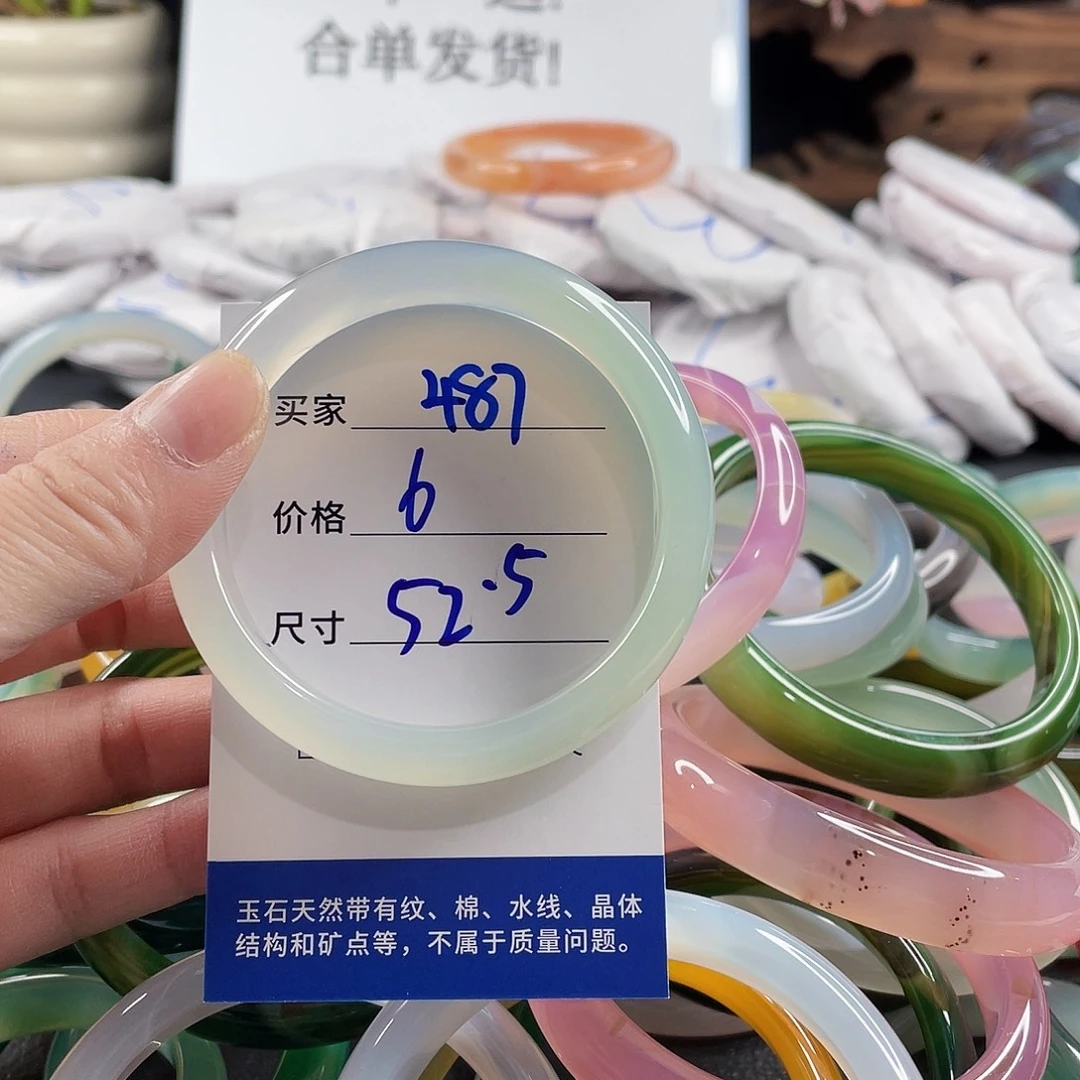 合单发货!
买家 487
价格 6
尺寸 52.5
玉石天然带有纹、棉、水线、晶体
结构和矿点等，不属于质量问题。